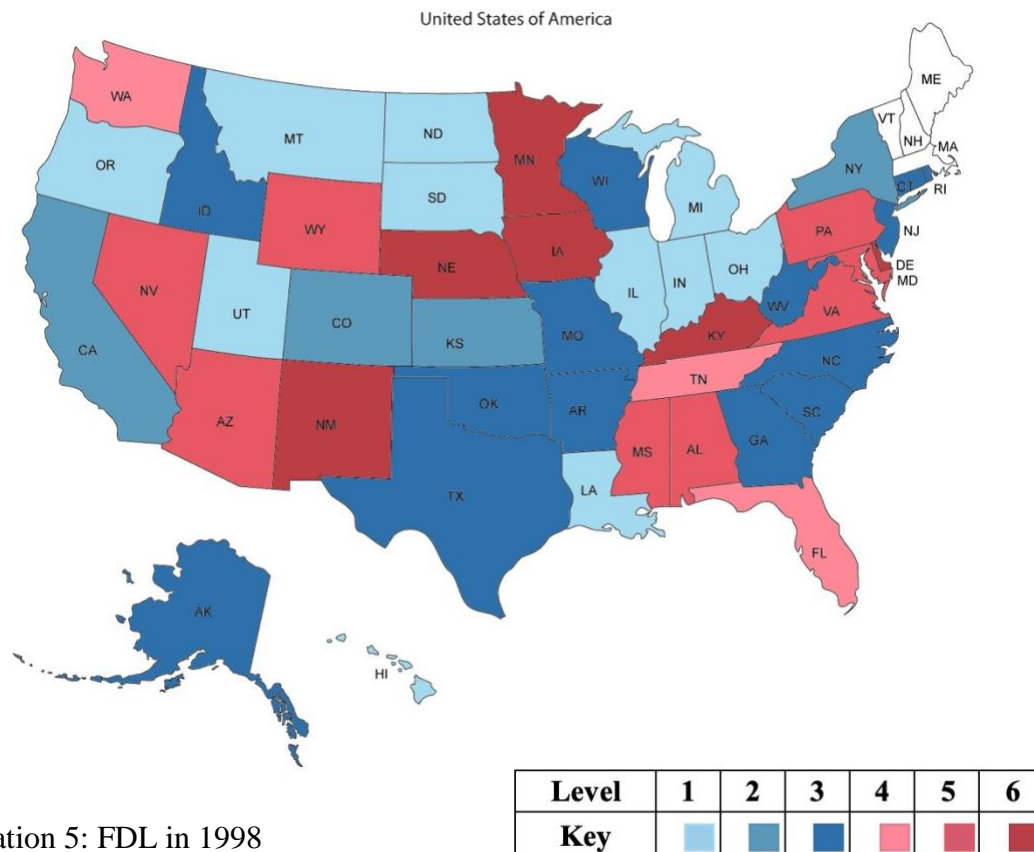 United States of America
ME
WA
VT
MT
ND
NH
MA
MN
OR
NY
ID
SD
WI
CT
RI
MI
WY
PA
NJ
IA
NE
OH
DE
NV
IL
IN
MD
UT
WV
VA
CO
CA
KS
MO
KY
NC
TN
OK
AR
SC
AZ
NM
MS
AL
GA
LA
TX
FL
AK
HI
Level 1 2 3 4 5 6
Key
ation 5: FDL in 1998